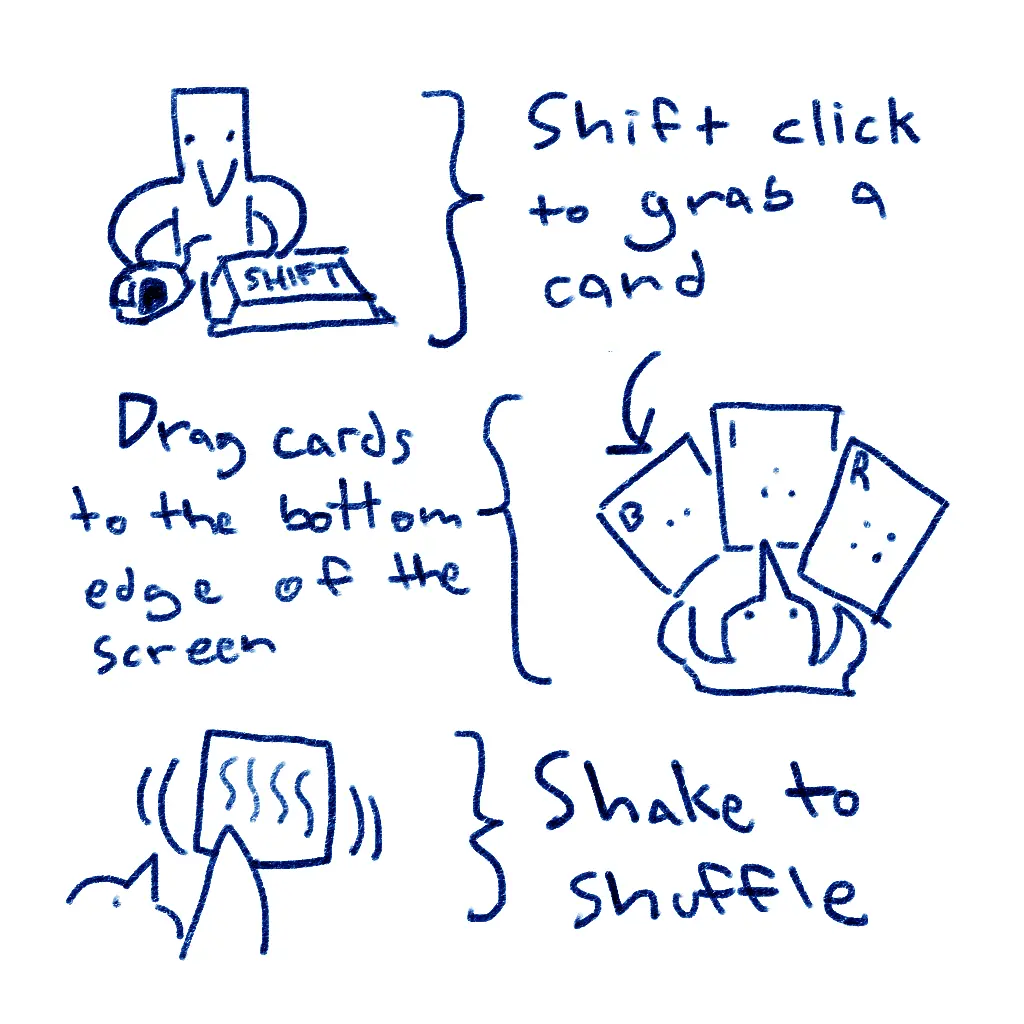 Shift click
to grab a
card
SHIFT
Drag cards
to the bottom
edge of the
screen
B
I
R
Shake to
shuffle